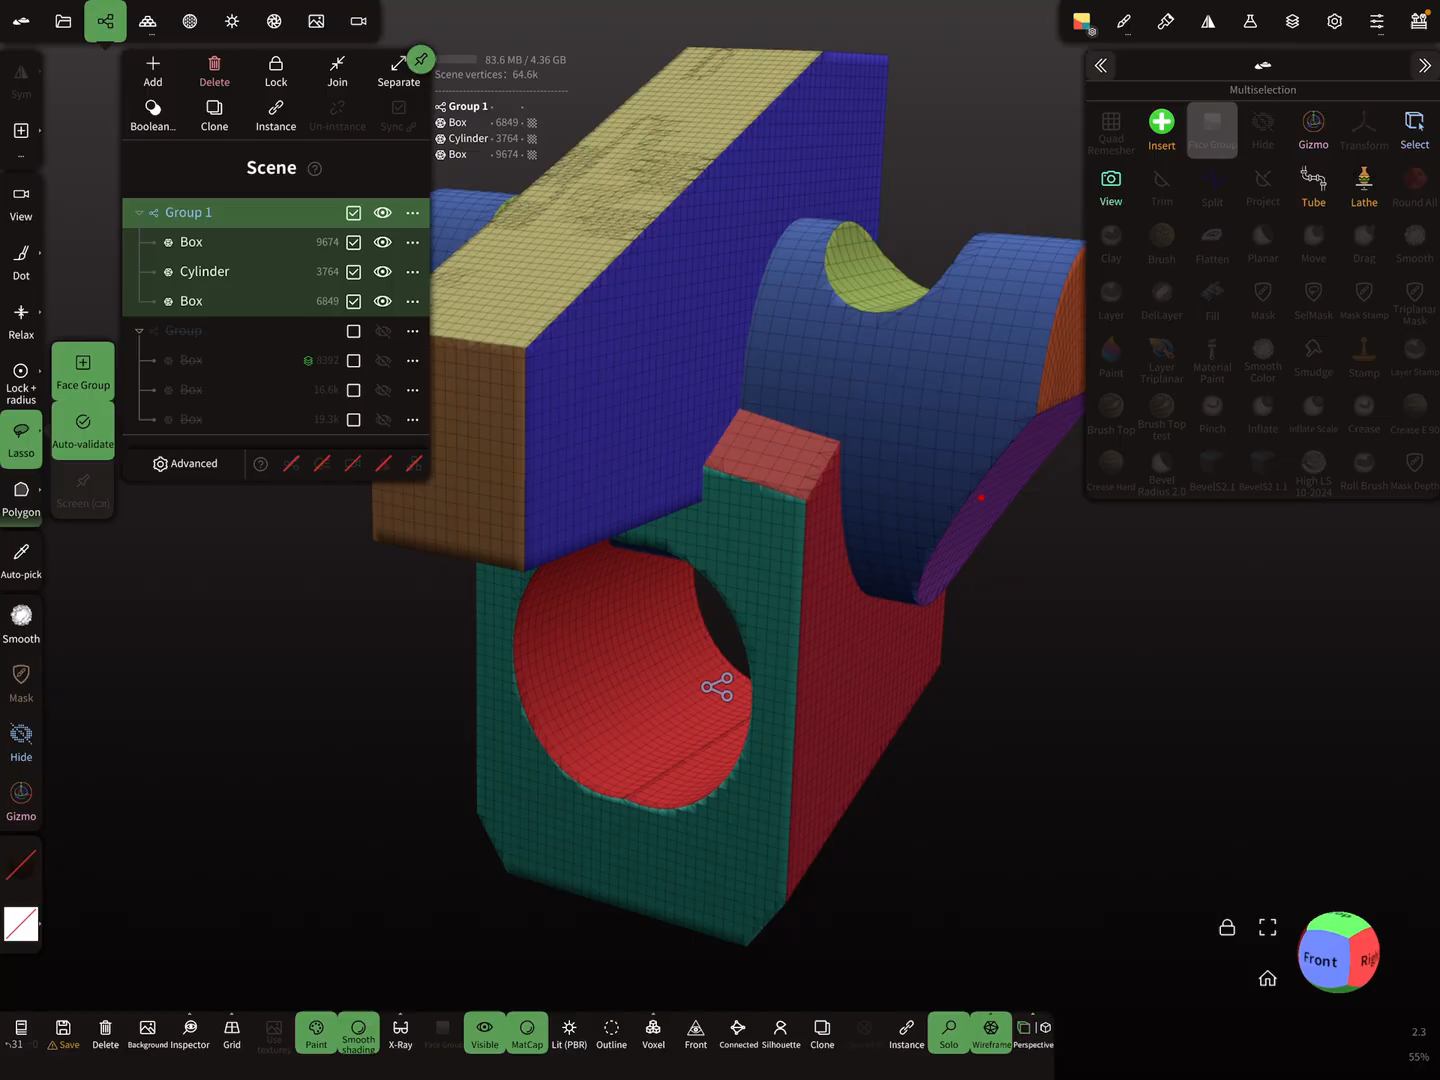 83.6 MB / 4.36 GB
Scene vertices: 64.6k
Group 1
Box 6849
Cylinder 3764
Box 9674
Add
Delete
Lock
Join
Separate
Boolean...
Clone
Instance
Un-instance
Sync
Scene
Group 1
Box 9674
Cylinder 3764
Box 6849
Group
Box 8392
Box 16.6k
Box 19.3k
Advanced
Sym
View
Dot
Relax
Lock +
radius
Lasso
Polygon
Auto-pick
Smooth
Mask
Hide
Gizmo
Face Group
Auto-validate
Screen
Multiselection
Quad
Remesher
Insert
Face Group
Hide
Gizmo
Transform
Select
View
Trim
Split
Project
Tube
Lathe
Round All
Clay
Brush
Flatten
Planar
Move
Drag
Smooth
Layer
DelLayer
Fill
Mask
SelMask
Mask Stamp
Triplanar
Mask
Paint
Layer
Triplanar
Material
Paint
Smooth
Color
Smudge
Stamp
Layer Stamp
Brush Top
Brush Top
test
Pinch
Inflate
Inflate Scale
Crease
Crease E 90
Crease Hard
Bevel
Radius 2.0
BevelS2.1
BevelS2 1.1
High LS
10-2024
Roll Brush
Mask Depth
Top
Front
Righ
31
0
Save
Delete
Background
Inspector
Grid
Use
textures
Paint
Smooth
shading
X-Ray
Face Group
Visible
MatCap
Lit (PBR)
Outline
Voxel
Front
Connected
Silhouette
Clone
Instance
Solo
Wireframe
Perspective
2.3
55%